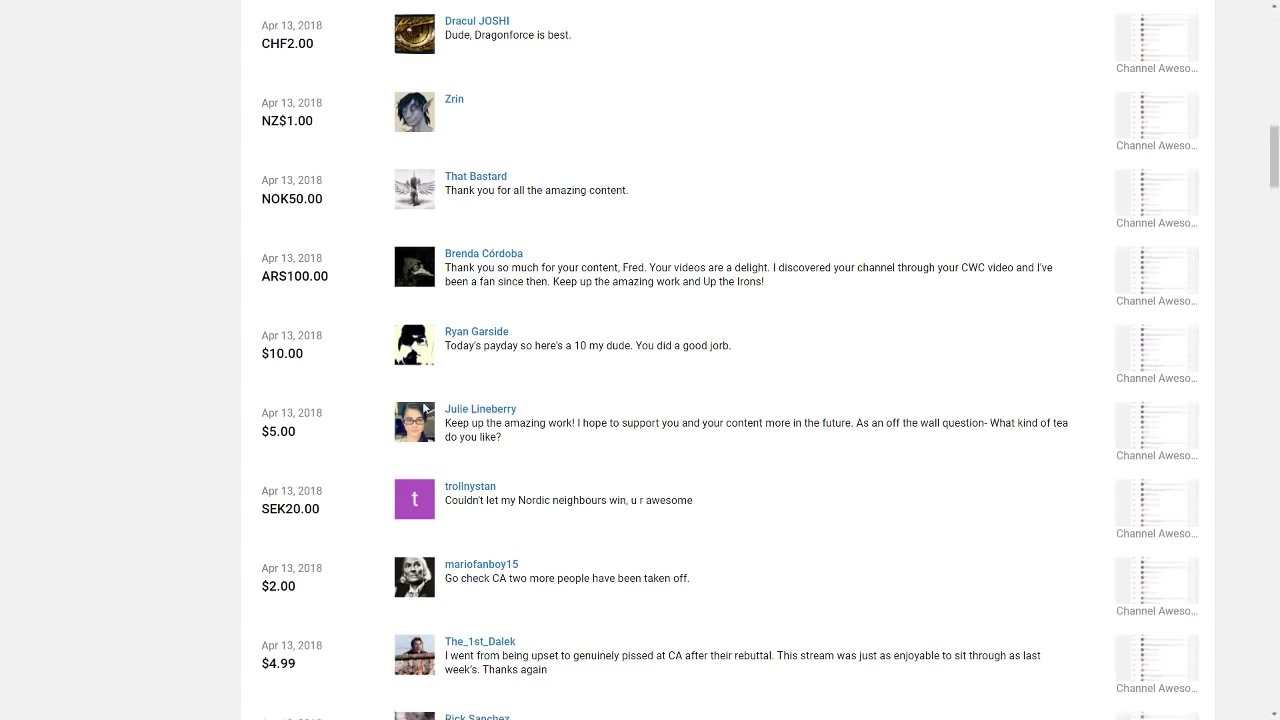 Apr 13, 2018
CHF2.00
Dracul JOSHI
Dude, Dragonforce is best.
Channel Aweso...
Apr 13, 2018
NZ$1.00
Zrin
Channel Aweso...
Apr 13, 2018
NOK50.00
That Bastard
Thank you for all the amazing content.
Channel Aweso...
Apr 13, 2018
ARS100.00
Brenda Córdoba
Thank you so much for your content, Fred. Your videos are a delight. I discovered your channel through your CWC video and I've
been a fan since then. Keep up the amazing work and up the Irons!
Channel Aweso...
Apr 13, 2018
$10.00
Ryan Garside
Today's payday so here's a 10 my dude. You did a good jorb.
Channel Aweso...
Apr 13, 2018
$5.00
Julie Lineberry
Keep up the amazing work! I hope to support you and your content more in the future. As an off the wall question- What kind of tea
do you like?
Channel Aweso...
Apr 13, 2018
SEK20.00
t
trollnystan
Couldn't let my Nordic neighbours win, u r awesome
Channel Aweso...
Apr 13, 2018
$2.00
mariofanboy15
Go check CA two more people have been taken off.
Channel Aweso...
Apr 13, 2018
$4.99
The_1st_Dalek
I went from being upset to genuinely pissed at CA after their rebuttal. This stream was as enjoyable to sit through as last
week's. Thanks again
Channel Aweso...
Rick Sanchez